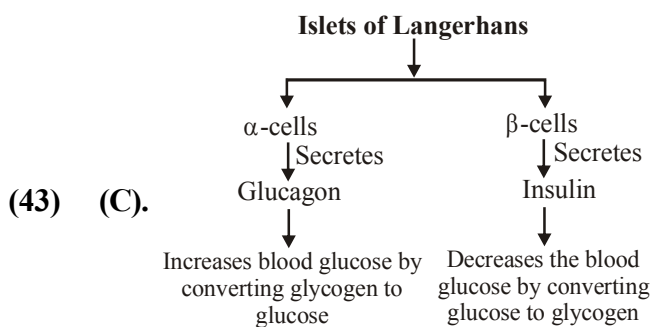 Islets of Langerhans
α-cells
β-cells
Secretes
Secretes
Glucagon
Insulin
(43) (C).
Increases blood glucose by
converting glycogen to
glucose
Decreases the blood
glucose by converting
glucose to glycogen